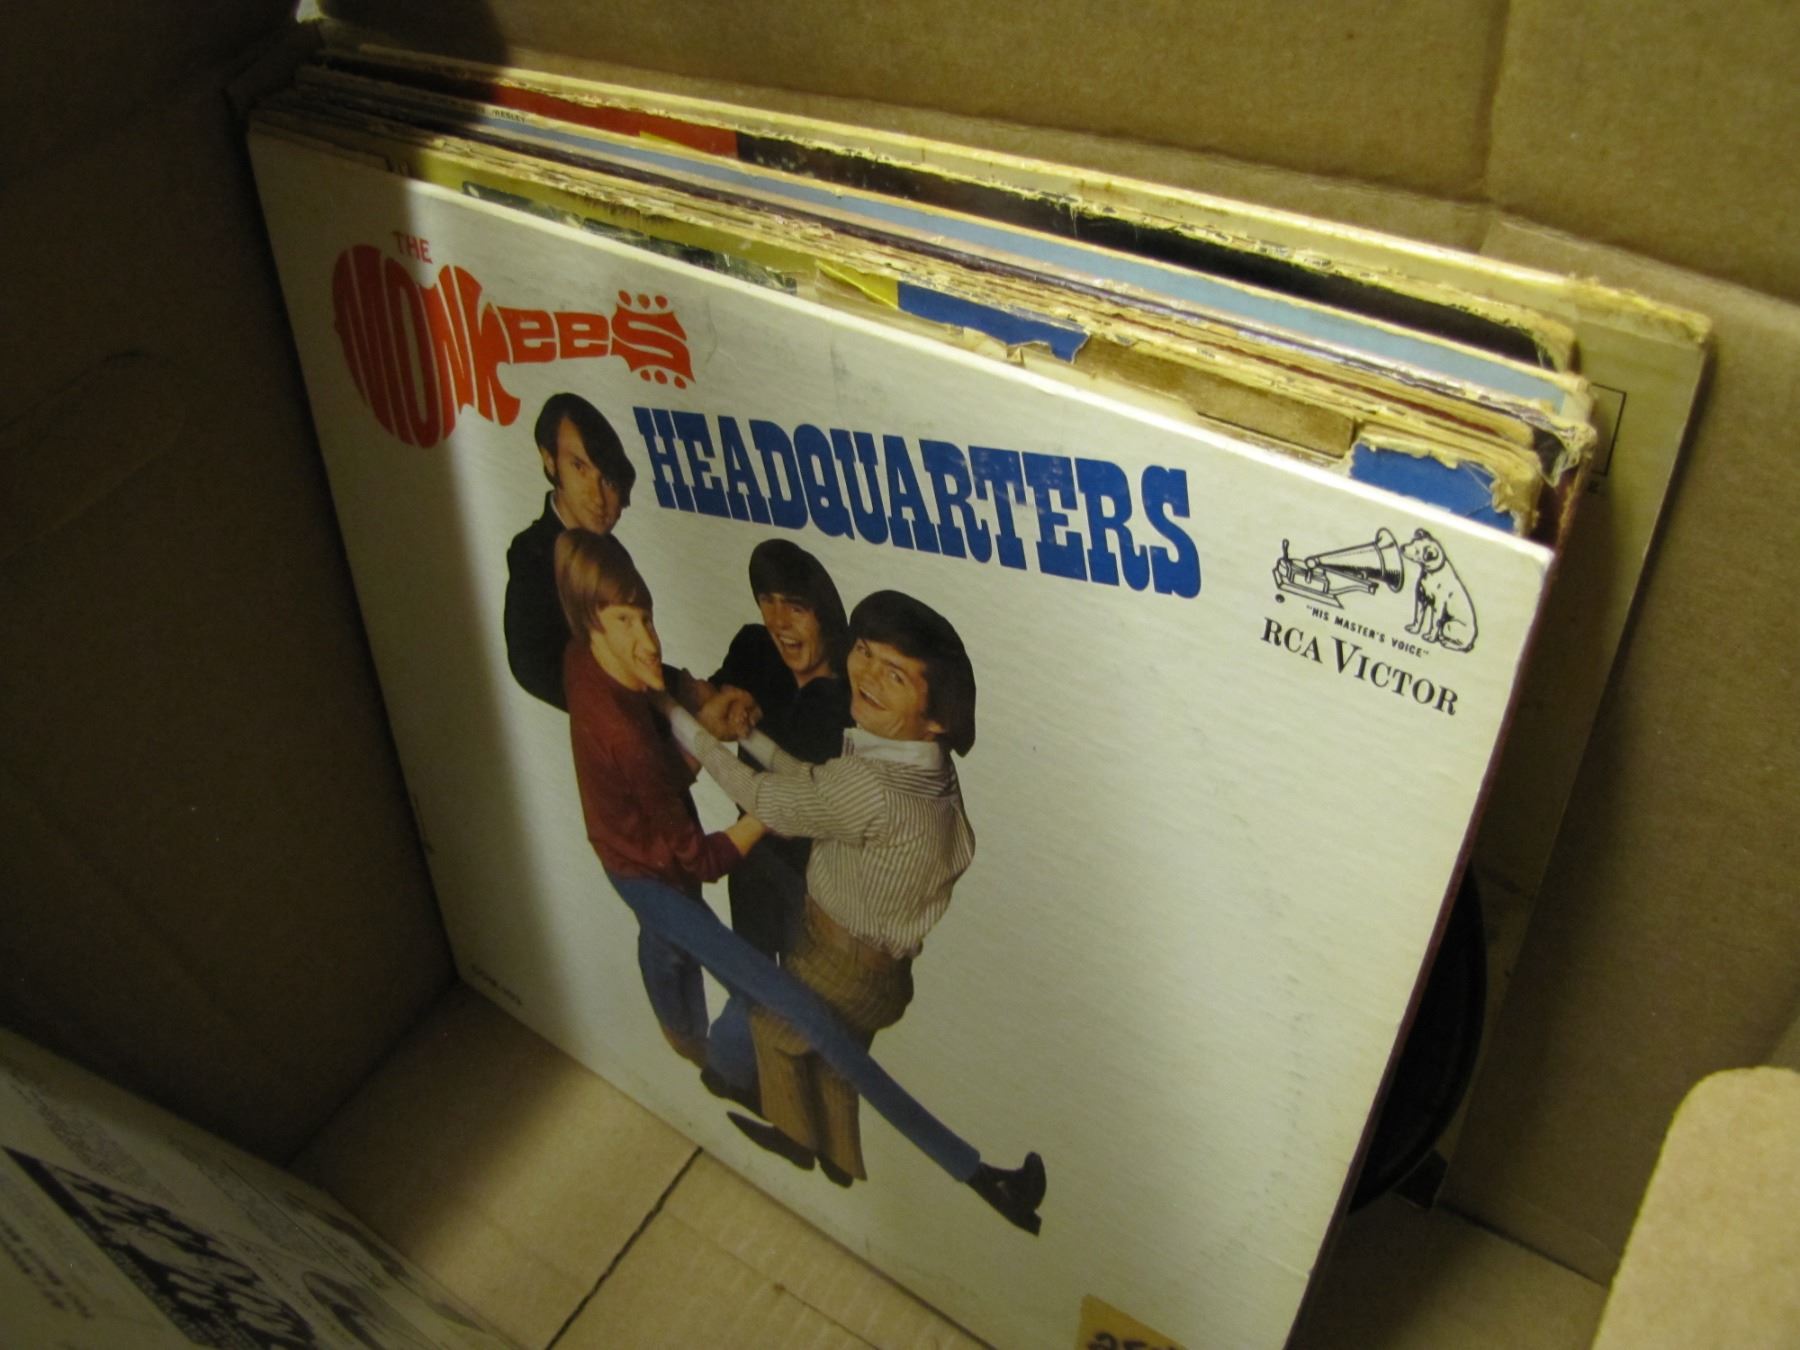 THE
MONKEES
HEADQUARTERS
"HIS MASTER'S VOICE"
RCA VICTOR